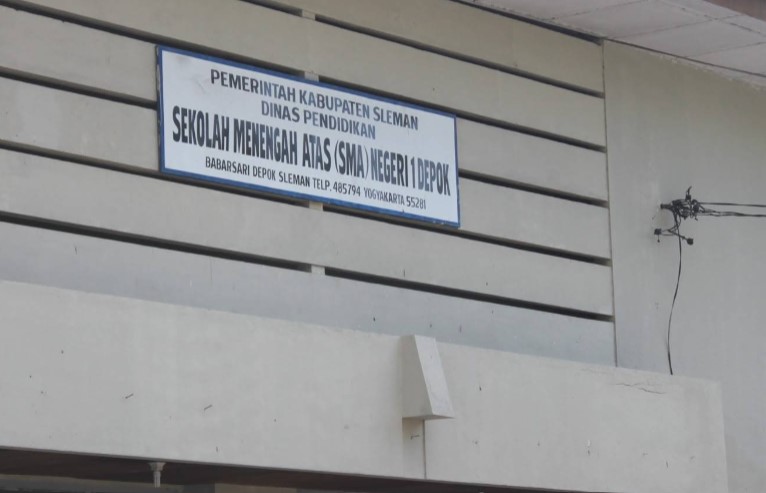 PEMERINTAH KABUPATEN SLEMAN
DINAS PENDIDIKAN
SEKOLAH MENENGAH ATAS (SMA) NEGERI 1 DEPOK
BABARSARI DEPOK SLEMAN TELP. 485794 YOGYAKARTA 55281